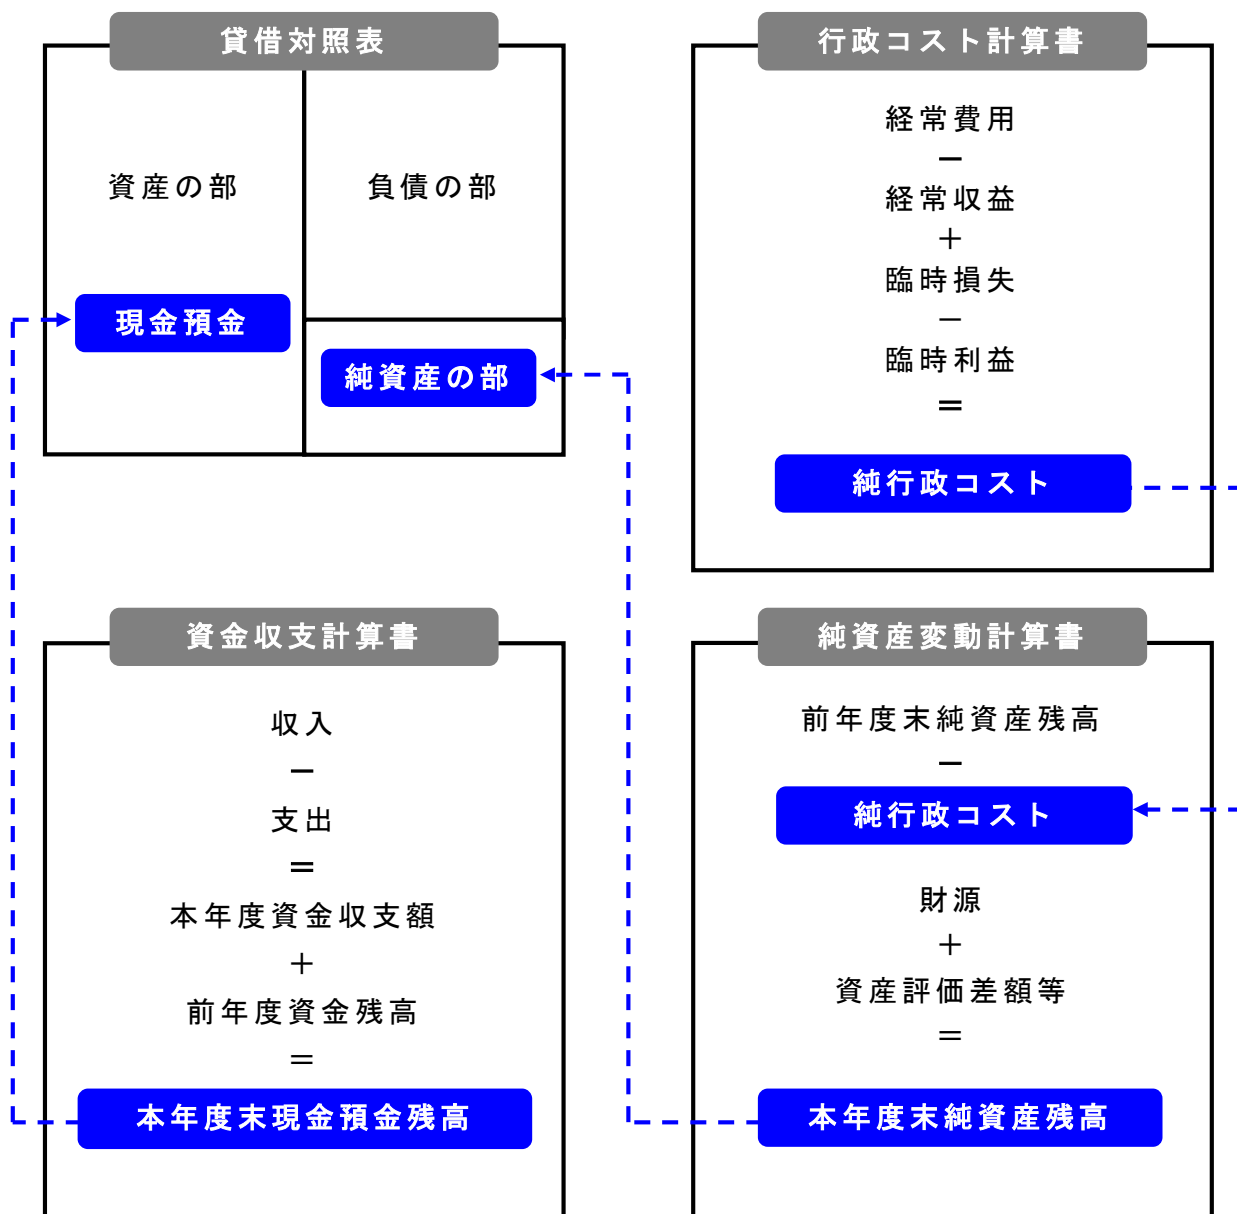 貸借対照表
資産の部
負債の部
現金預金
純資産の部
行政コスト計算書
経常費用
－
経常収益
＋
臨時損失
－
臨時利益
＝
純行政コスト
資金収支計算書
収入
－
支出
＝
本年度資金収支額
＋
前年度資金残高
＝
本年度末現金預金残高
純資産変動計算書
前年度末純資産残高
－
純行政コスト
財源
＋
資産評価差額等
＝
本年度末純資産残高